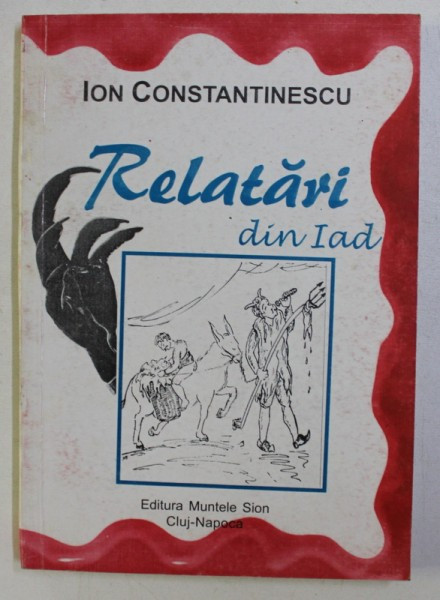 ION CONSTANTINESCU
Relatări
din Iad
Editura Muntele Sion
Cluj-Napoca